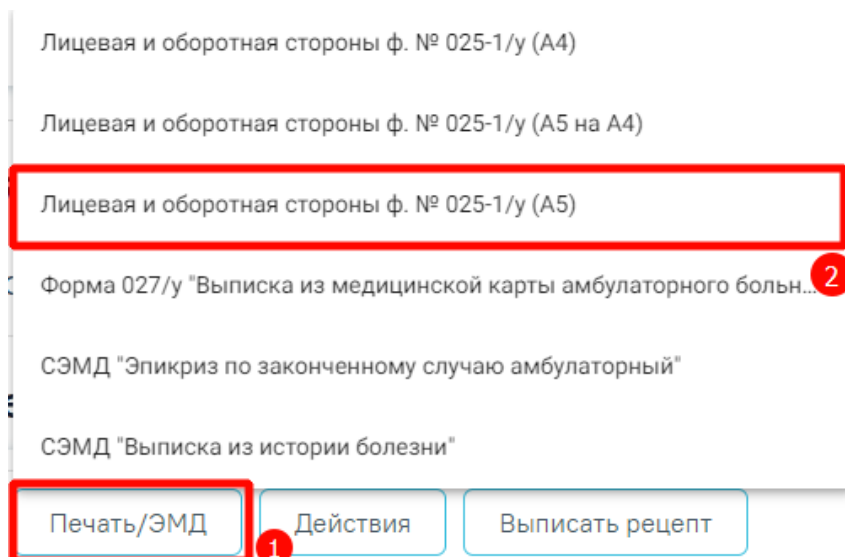 Лицевая и оборотная стороны ф. № 025-1/у (А4)
Лицевая и оборотная стороны ф. № 025-1/у (А5 на А4)
Лицевая и оборотная стороны ф. № 025-1/у (А5)
2
Форма 027/у "Выписка из медицинской карты амбулаторного больн...
СЭМД "Эпикриз по законченному случаю амбулаторный"
СЭМД "Выписка из истории болезни"
Печать/ЭМД
Действия
Выписать рецепт
1